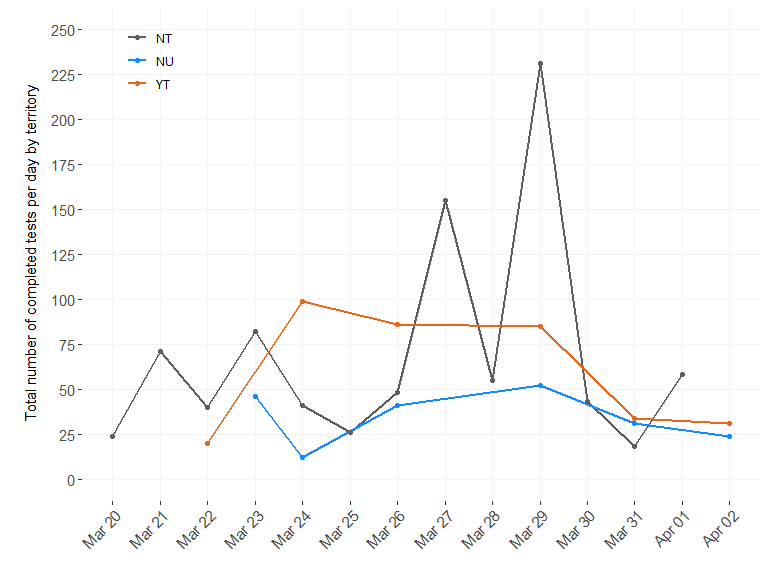 Total number of completed tests per day by territory
250
225
200
175
150
125
100
75
50
25
0
NT
NU
YT
Mar 20
Mar 21
Mar 22
Mar 23
Mar 24
Mar 25
Mar 26
Mar 27
Mar 28
Mar 29
Mar 30
Mar 31
Apr 01
Apr 02